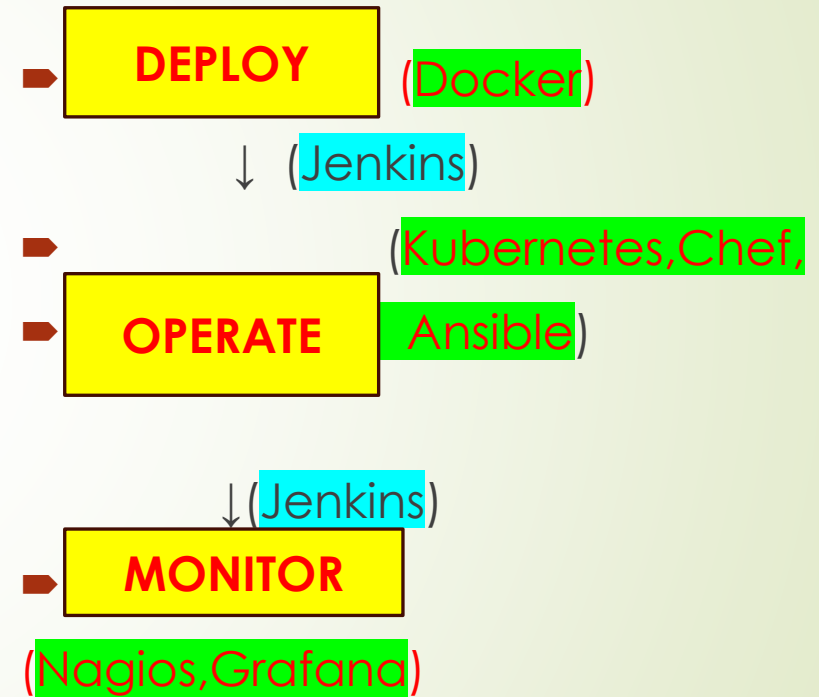 DEPLOY (Docker)
↓ (Jenkins)
(Kubernetes,Chef,
OPERATE Ansible)
↓(Jenkins)
MONITOR
(Nagios,Grafana)